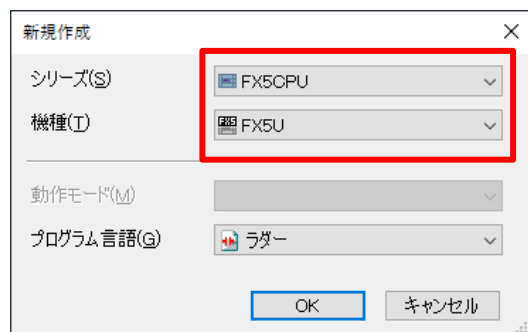 新規作成
シリーズ(S)
FX5CPU
機種(T)
FX5U
動作モード(M)
プログラム言語(G)
ラダー
OK
キャンセル